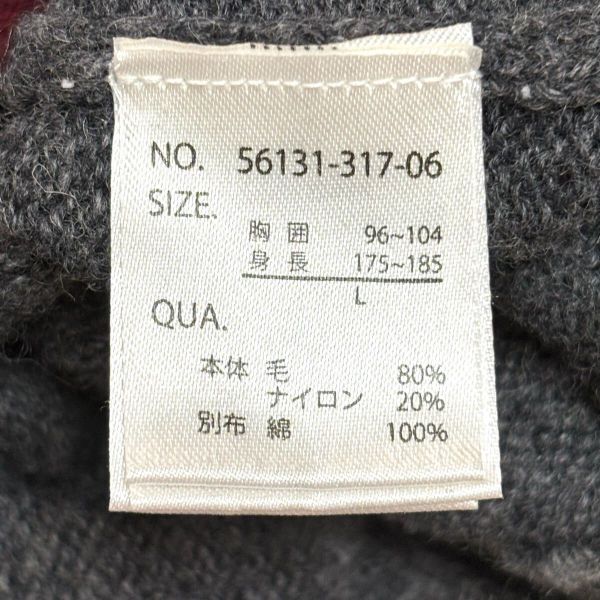 NO. 56131-317-06
SIZE.
胸囲 96~104
身長 175~185
L
QUA.
本体 毛 80%
ナイロン 20%
別布 綿 100%